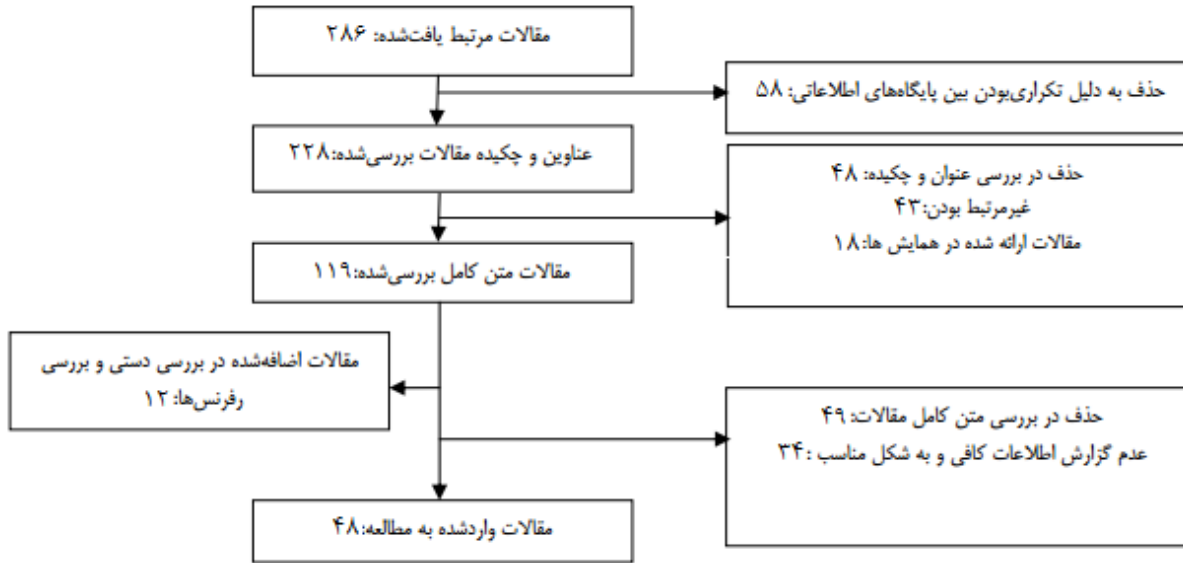 مقالات مرتبط یافت‌شده: ۲۸۶
حذف به دلیل تکراری‌بودن بین پایگاه‌های اطلاعاتی: ۵۸
عناوین و چکیده مقالات بررسی‌شده:۲۲۸
حذف در بررسی عنوان و چکیده: ۴۸
غیرمرتبط بودن:۴۳
مقالات ارائه شده در همایش ها:۱۸
مقالات متن کامل بررسی‌شده:۱۱۹
مقالات اضافه‌شده در بررسی دستی و بررسی
رفرنس‌ها: ۱۲
حذف در بررسی متن کامل مقالات: ۴۹
عدم گزارش اطلاعات کافی و به شکل مناسب :۳۴
مقالات واردشده به مطالعه:۴۸